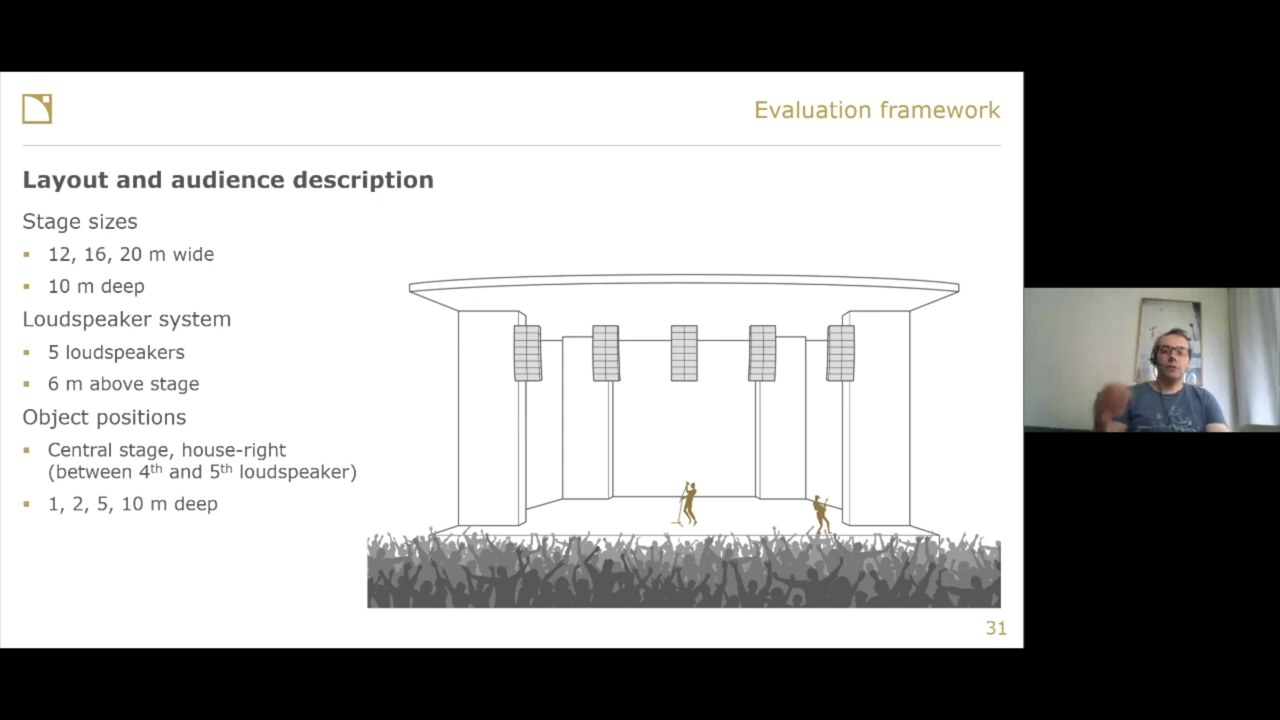 Evaluation framework
Layout and audience description
Stage sizes
▪ 12, 16, 20 m wide
▪ 10 m deep
Loudspeaker system
▪ 5 loudspeakers
▪ 6 m above stage
Object positions
▪ Central stage, house-right
(between 4th and 5th loudspeaker)
▪ 1, 2, 5, 10 m deep
31